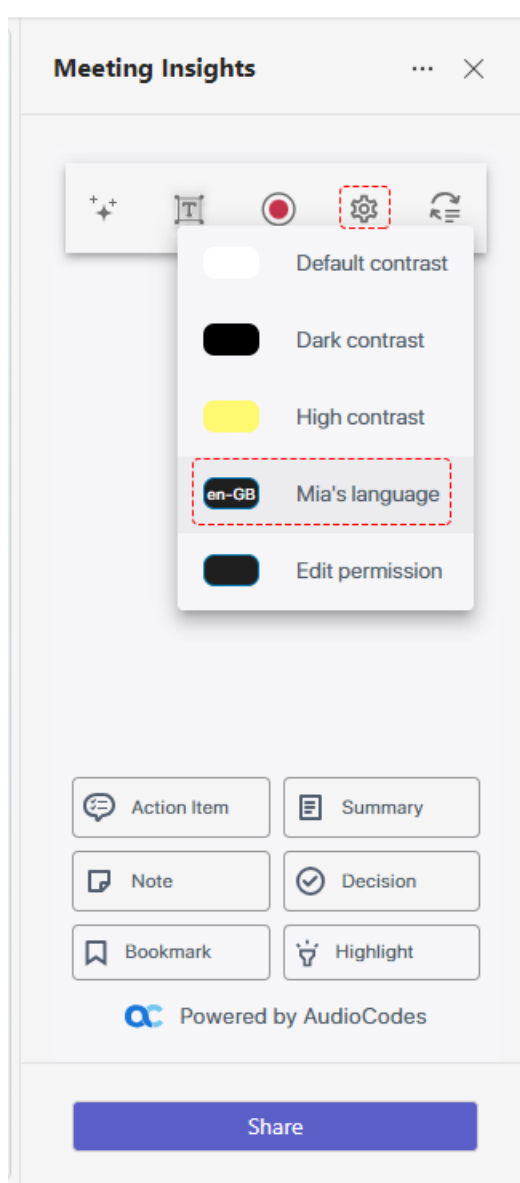 Meeting Insights
T
Default contrast
Dark contrast
High contrast
en-GB Mia's language
Edit permission
Action Item Summary
Note Decision
Bookmark Highlight
Powered by AudioCodes
Share